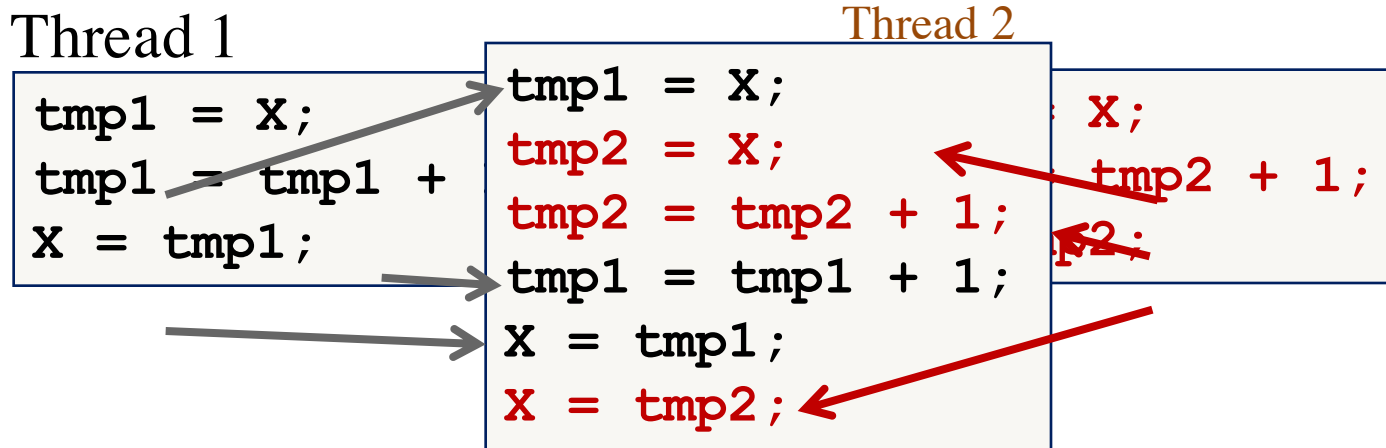 Thread 1
tmp1 = X;
tmp1 = tmp1 +
X = tmp1;
Thread 2
tmp1 = X;
tmp2 = X;
tmp2 = tmp2 + 1;
tmp1 = tmp1 + 1;
X = tmp1;
X = tmp2;
X;
tmp2 + 1;